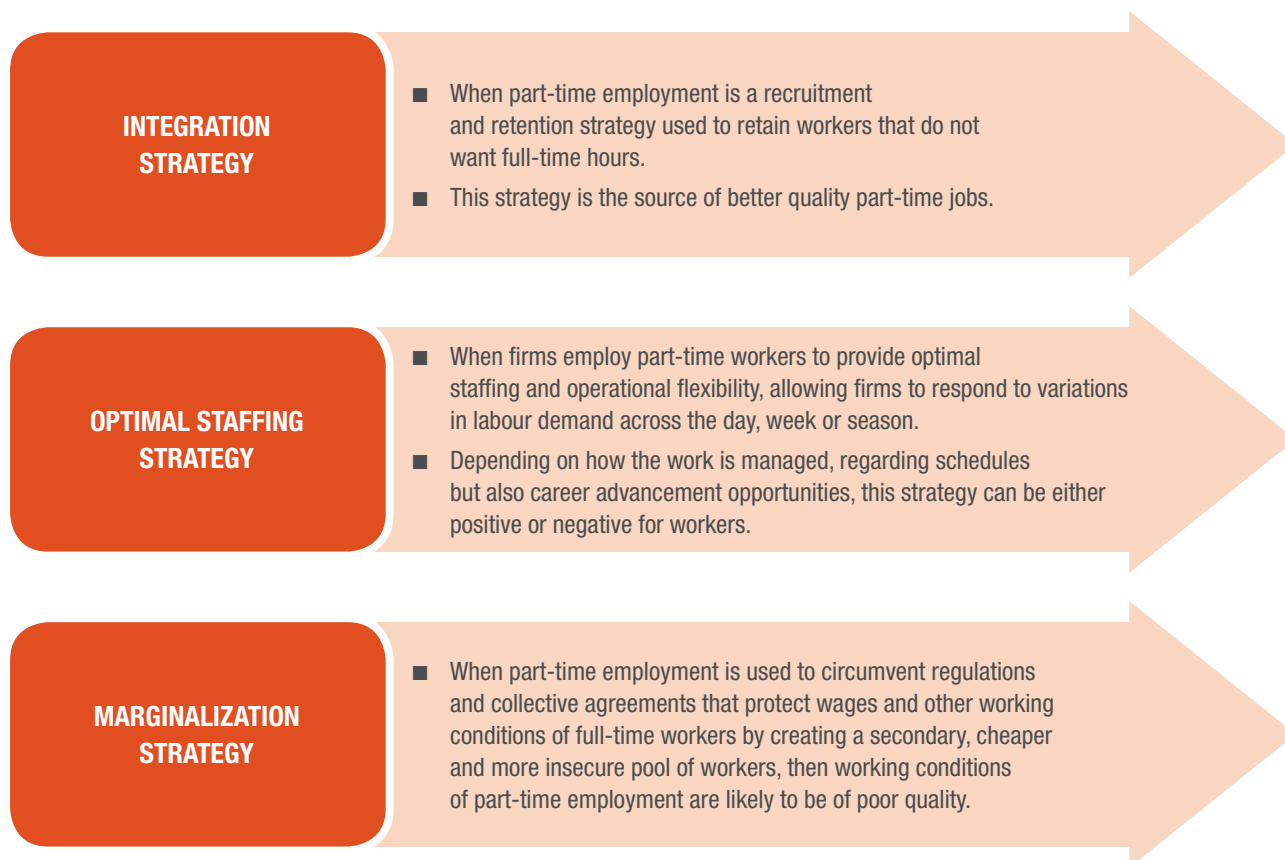 INTEGRATION
STRATEGY
■ When part-time employment is a recruitment
and retention strategy used to retain workers that do not
want full-time hours.
■ This strategy is the source of better quality part-time jobs.
OPTIMAL STAFFING
STRATEGY
■ When firms employ part-time workers to provide optimal
staffing and operational flexibility, allowing firms to respond to variations
in labour demand across the day, week or season.
■ Depending on how the work is managed, regarding schedules
but also career advancement opportunities, this strategy can be either
positive or negative for workers.
MARGINALIZATION
STRATEGY
■ When part-time employment is used to circumvent regulations
and collective agreements that protect wages and other working
conditions of full-time workers by creating a secondary, cheaper
and more insecure pool of workers, then working conditions
of part-time employment are likely to be of poor quality.